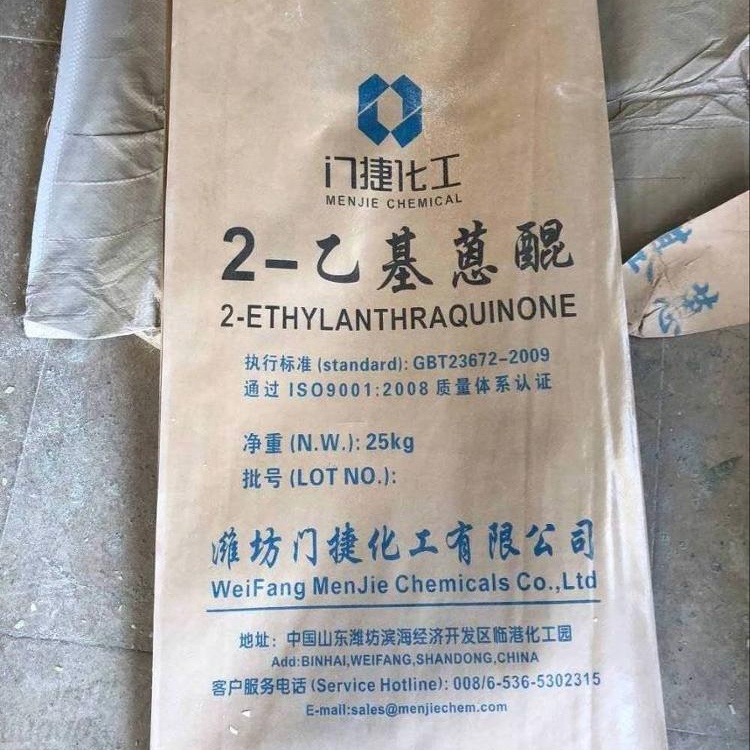 门捷化工
MENJIE CHEMICAL
2-乙基蒽醌
2-ETHYLANTHRAQUINONE
执行标准 (standard): GBT23672-2009
通过 ISO9001:2008 质量体系认证
净重 (N.W.): 25kg
批号 (LOT NO.):
潍坊门捷化工有限公司
WeiFang MenJie Chemicals Co.,Ltd
地址: 中国山东潍坊滨海经济开发区临港化工园
Add:BINHAI,WEIFANG,SHANDONG,CHINA
客户服务电话 (Service Hotline): 008/6-536-5302315
E-mail:sales@menjiechem.com